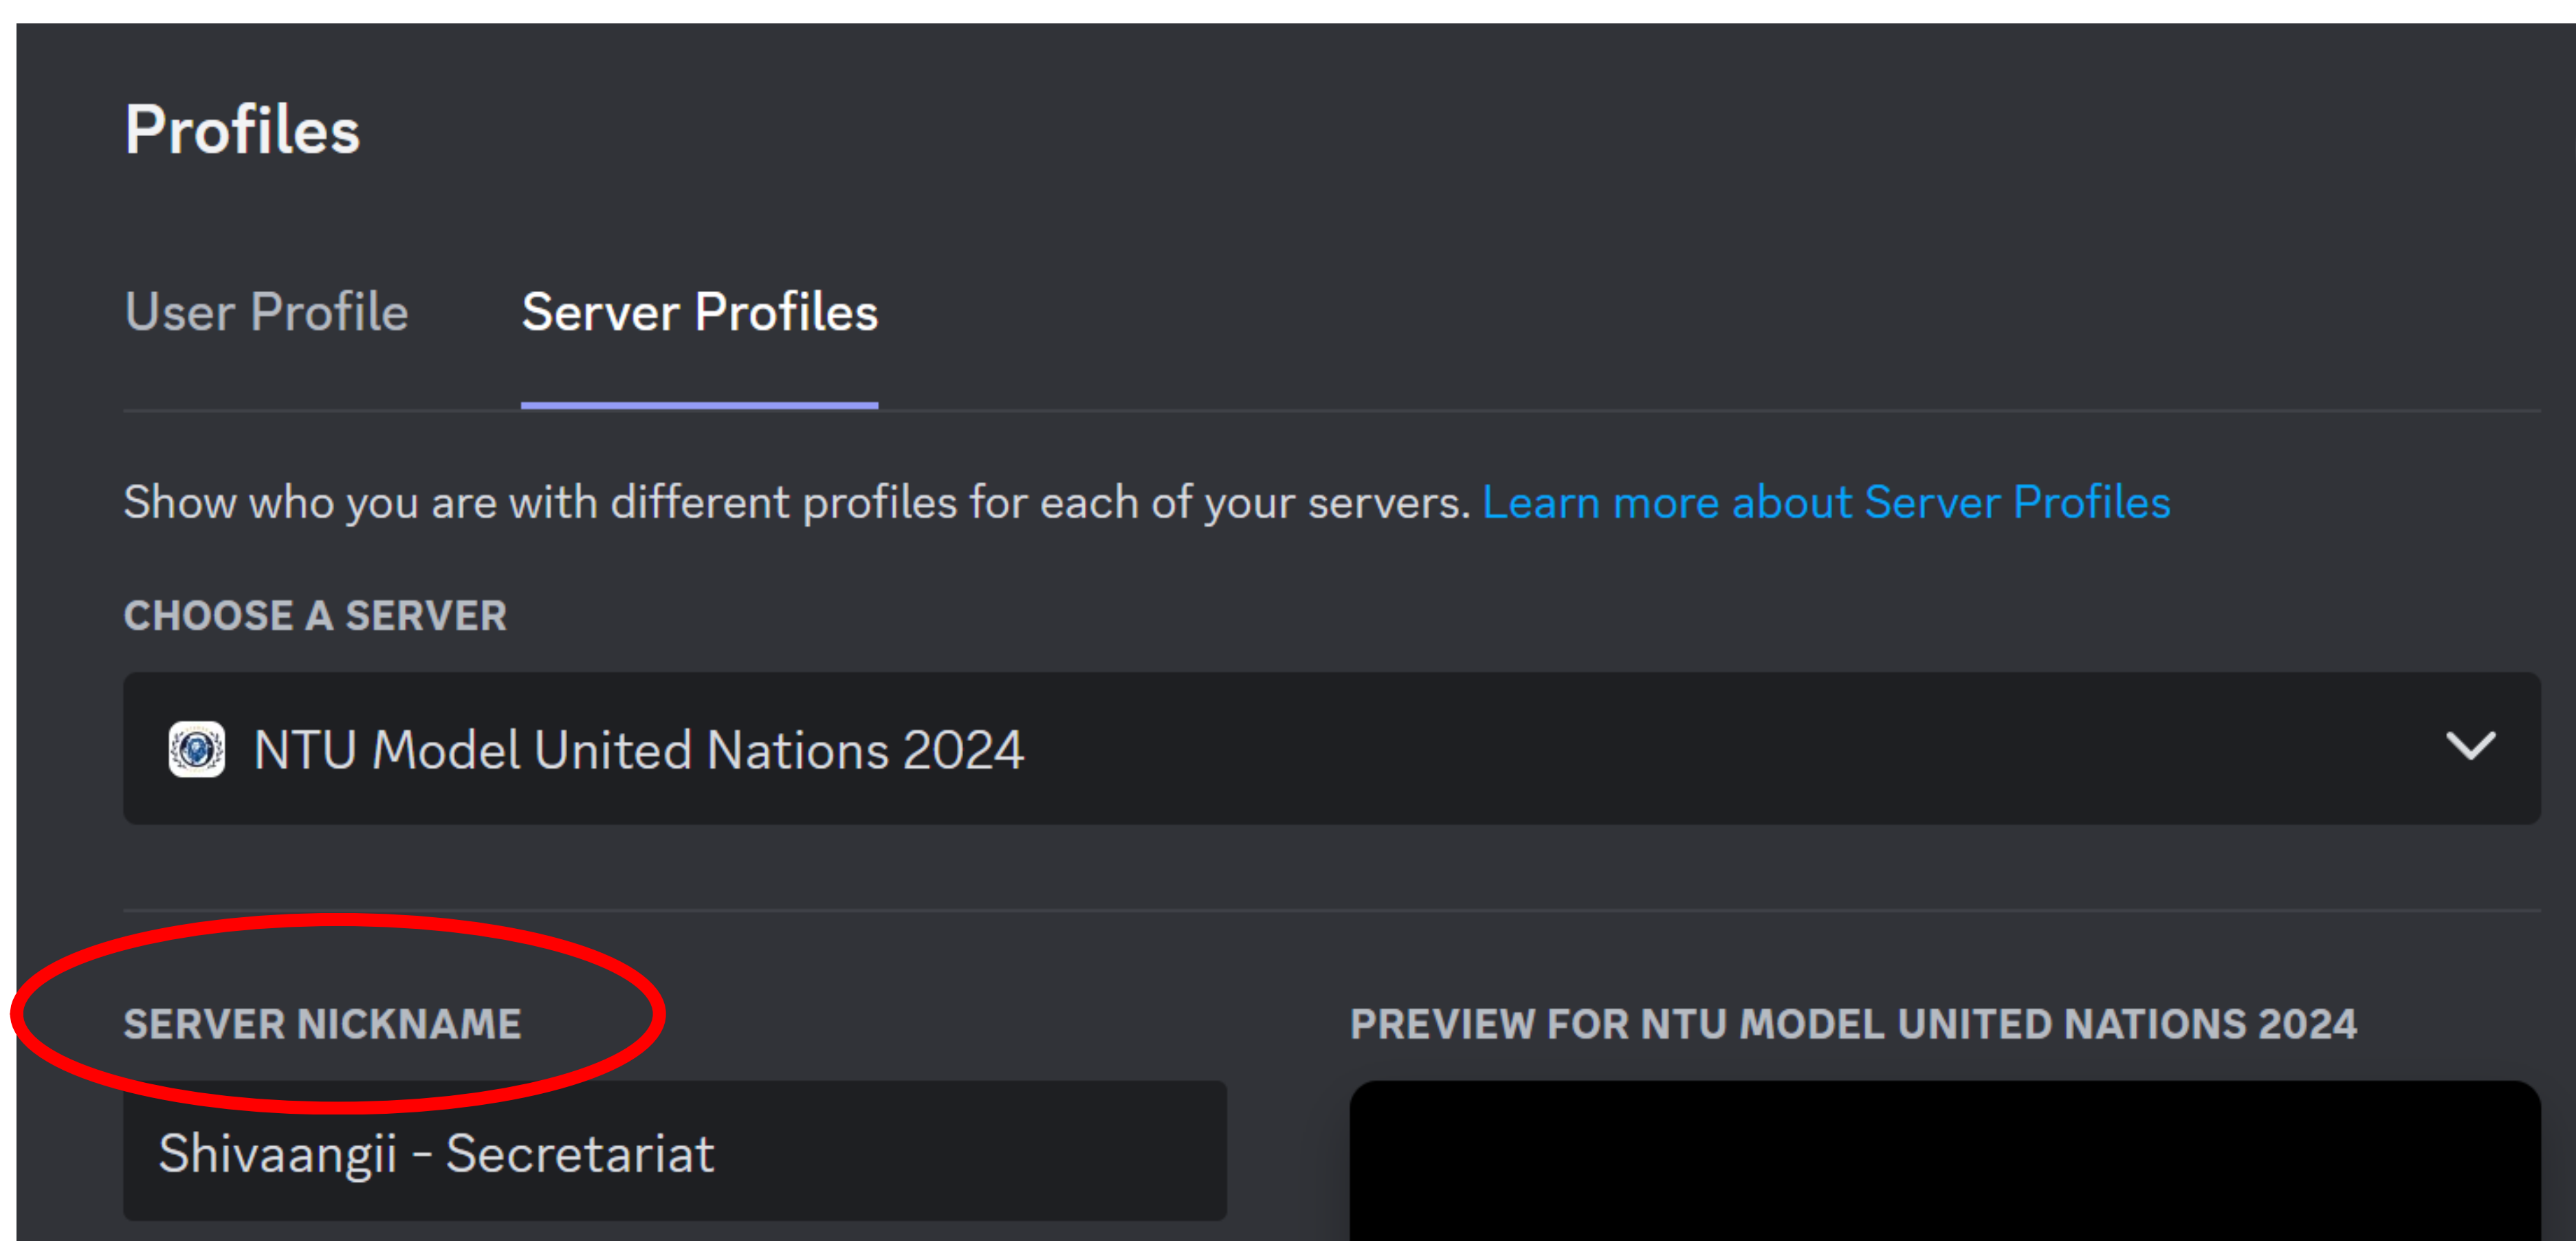 Profiles
User Profile Server Profiles
Show who you are with different profiles for each of your servers. Learn more about Server Profiles
CHOOSE A SERVER
NTU Model United Nations 2024
SERVER NICKNAME
Shivaangii - Secretariat
PREVIEW FOR NTU MODEL UNITED NATIONS 2024